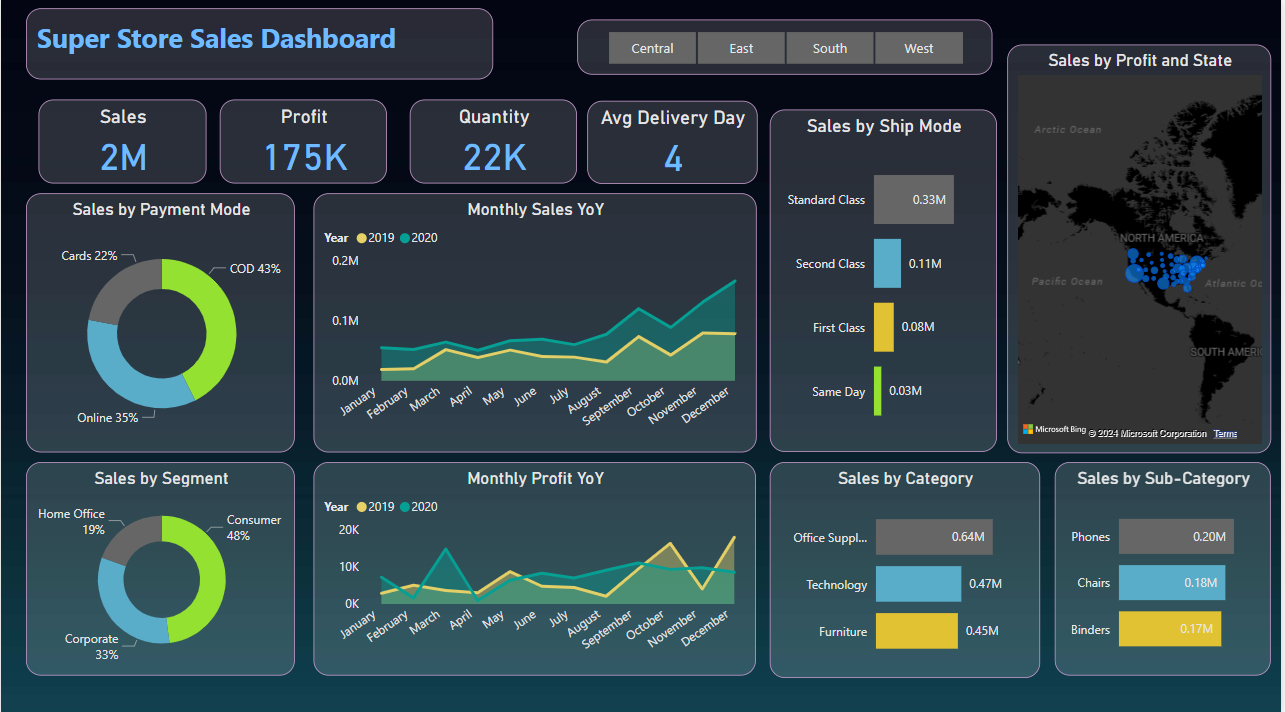 Super Store Sales Dashboard
Central
East
South
West
Sales by Profit and State
Arctic Ocean
NORTH AMERICA
Pacific Ocean
Atlantic Oc
SOUTH AMERIC
Microsoft Bing
© 2024 Microsoft Corporation
Terms
Sales
2M
Profit
175K
Quantity
22K
Avg Delivery Day
4
Sales by Ship Mode
Standard Class
0.33M
Second Class
0.11M
First Class
0.08M
Same Day
0.03M
Sales by Payment Mode
Cards 22%
COD 43%
Online 35%
Monthly Sales YoY
Year 2019 2020
0.2M
0.1M
0.0M
January
February
March
April
May
June
July
August
September
October
November
December
Sales by Segment
Home Office
19%
Consumer
48%
Corporate
33%
Monthly Profit YoY
Year 2019 2020
20K
10K
0K
January
February
March
April
May
June
July
August
September
October
November
December
Sales by Category
Office Suppl...
0.64M
Technology
0.47M
Furniture
0.45M
Sales by Sub-Category
Phones
0.20M
Chairs
0.18M
Binders
0.17M